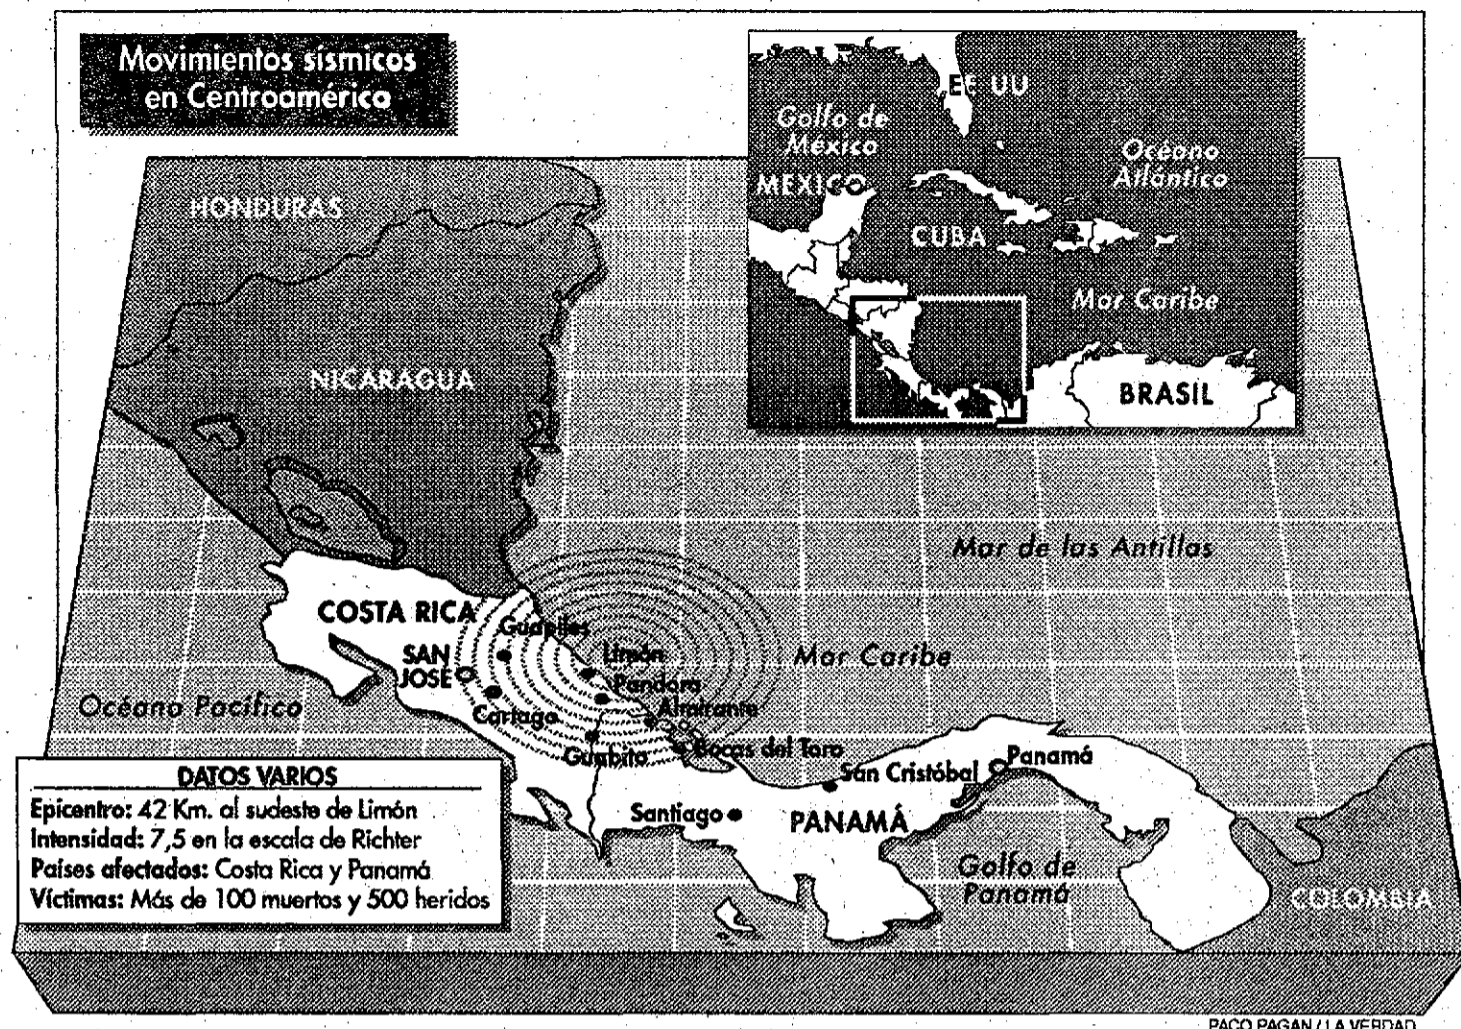 Movimientos sísmicos
en Centroamérica
EE UU
Golfo de
México
Océano
Atlántico
MEXICO
CUBA
Mar Caribe
BRASIL
HONDURAS
NICARAGUA
Mar de las Antillas
COSTA RICA
Guapiles
SAN
JOSE
Limón
Mar Caribe
Pandora
Océano Pacífico
Cartago
Almirante
Guabito
Bocas del Toro
Panamá
San Cristóbal
Santiago
PANAMÁ
Golfo de
Panamá
COLOMBIA
DATOS VARIOS
Epicentro: 42 Km. al sudeste de Limón
Intensidad: 7,5 en la escala de Richter
Países afectados: Costa Rica y Panamá
Víctimas: Más de 100 muertos y 500 heridos
PACO PAGAN / LA VERDAD